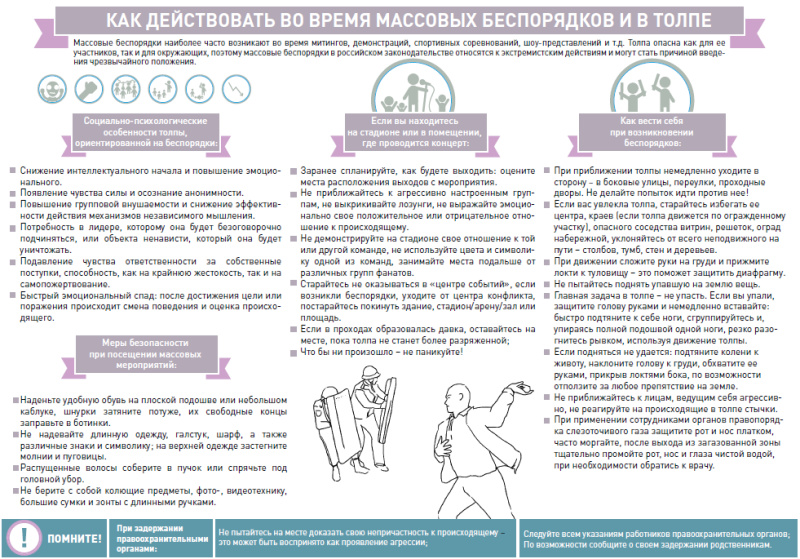 КАК ДЕЙСТВОВАТЬ ВО ВРЕМЯ МАССОВЫХ БЕСПОРЯДКОВ И В ТОЛПЕ
Массовые беспорядки наиболее часто возникают во время митингов, демонстраций, спортивных соревнований, шоу-представлений и т.д. Толпа опасна как для ее
участников, так и для окружающих, поэтому массовые беспорядки в российском законодательстве относятся к экстремистским действиям и могут стать причиной введе-
ния чрезвычайного положения.
Социально-психологические
особенности толпы,
ориентированной на беспорядки:
Снижение интеллектуального начала и повышение эмоцио-
нального.
Появление чувства силы и осознание анонимности.
Повышение групповой внушаемости и снижение эффектив-
ности действия механизмов независимого мышления.
Потребность в лидере, которому она будет безоговорочно
подчиняться, или объекта ненависти, который она будет
уничтожать.
Подавление чувства ответственности за собственные
поступки, способность, как на крайнюю жестокость, так и на
самопожертвование.
Быстрый эмоциональный спад: после достижения цели или
поражения происходит смена поведения и оценка происхо-
дящего.
Меры безопасности
при посещении массовых
мероприятий:
Наденьте удобную обувь на плоской подошве или небольшом
каблуке, шнурки затяните потуже, их свободные концы
заправьте в ботинки.
Не надевайте длинную одежду, галстук, шарф, а также
различные знаки и символику; на верхней одежде застегните
молнии и пуговицы.
Распущенные волосы соберите в пучок или спрячьте под
головной убор.
Не берите с собой колющие предметы, фото-, видеотехнику,
большие сумки и зонты с длинными ручками.
Если вы находитесь
на стадионе или в помещении,
где проводится концерт:
Заранее спланируйте, как будете выходить: оцените
места расположения выходов с мероприятия.
Не приближайтесь к агрессивно настроенным груп-
пам, не выкрикивайте лозунги, не выражайте эмоцио-
нально свое положительное или отрицательное отно-
шение к происходящему.
Не демонстрируйте на стадионе свое отношение к той
или другой команде, не используйте цвета и символи-
ку одной из команд, занимайте места подальше от
различных групп фанатов.
Старайтесь не оказываться в «центре событий», если
возникли беспорядки, уходите от центра конфликта,
постарайтесь покинуть здание, стадион/арену/зал или
площадь.
Если в проходах образовалась давка, оставайтесь на
месте, пока толпа не станет более разряженной;
Что бы ни произошло – не паникуйте!
Как вести себя
при возникновении
беспорядков:
При приближении толпы немедленно уходите в
сторону – в боковые улицы, переулки, проходные
дворы. Не делайте попыток идти против нее!
Если вас увлекла толпа, старайтесь избегать ее
центра, краев (если толпа движется по огражденному
участку), опасного соседства витрин, решеток, оград
набережной, уклоняйтесь от всего неподвижного на
пути – столбов, тумб, стен и деревьев.
При движении сложите руки на груди и прижмите
локти к туловищу – это поможет защитить диафрагму.
Не пытайтесь поднять упавшую на землю вещь.
Главная задача в толпе – не упасть. Если вы упали,
защитите голову руками и немедленно вставайте:
быстро подтяните к себе ноги, сгруппируйтесь и,
упираясь полной подошвой одной ноги, резко разо-
гнитесь рывком, используя движение толпы.
Если подняться не удается: подтяните колени к
животу, наклоните голову к груди, обхватите ее
руками, прикрыв локтями бока, по возможности
отползите за любое препятствие на земле.
Не приближайтесь к лицам, ведущим себя агрессив-
но, не реагируйте на происходящие в толпе стычки.
При применении сотрудниками органов правопоряд-
ка слезоточивого газа защитите рот и нос платком,
часто моргайте, после выхода из загазованной зоны
тщательно промойте рот, нос и глаза чистой водой,
при необходимости обратись к врачу.
! ПОМНИТЕ!
При задержании
правоохранительными
органами:
Не пытайтесь на месте доказать свою непричастность к происходящему –
это может быть воспринято как проявление агрессии;
Следуйте всем указаниям работников правоохранительных органов;
По возможности сообщите о своем задержании родственникам.